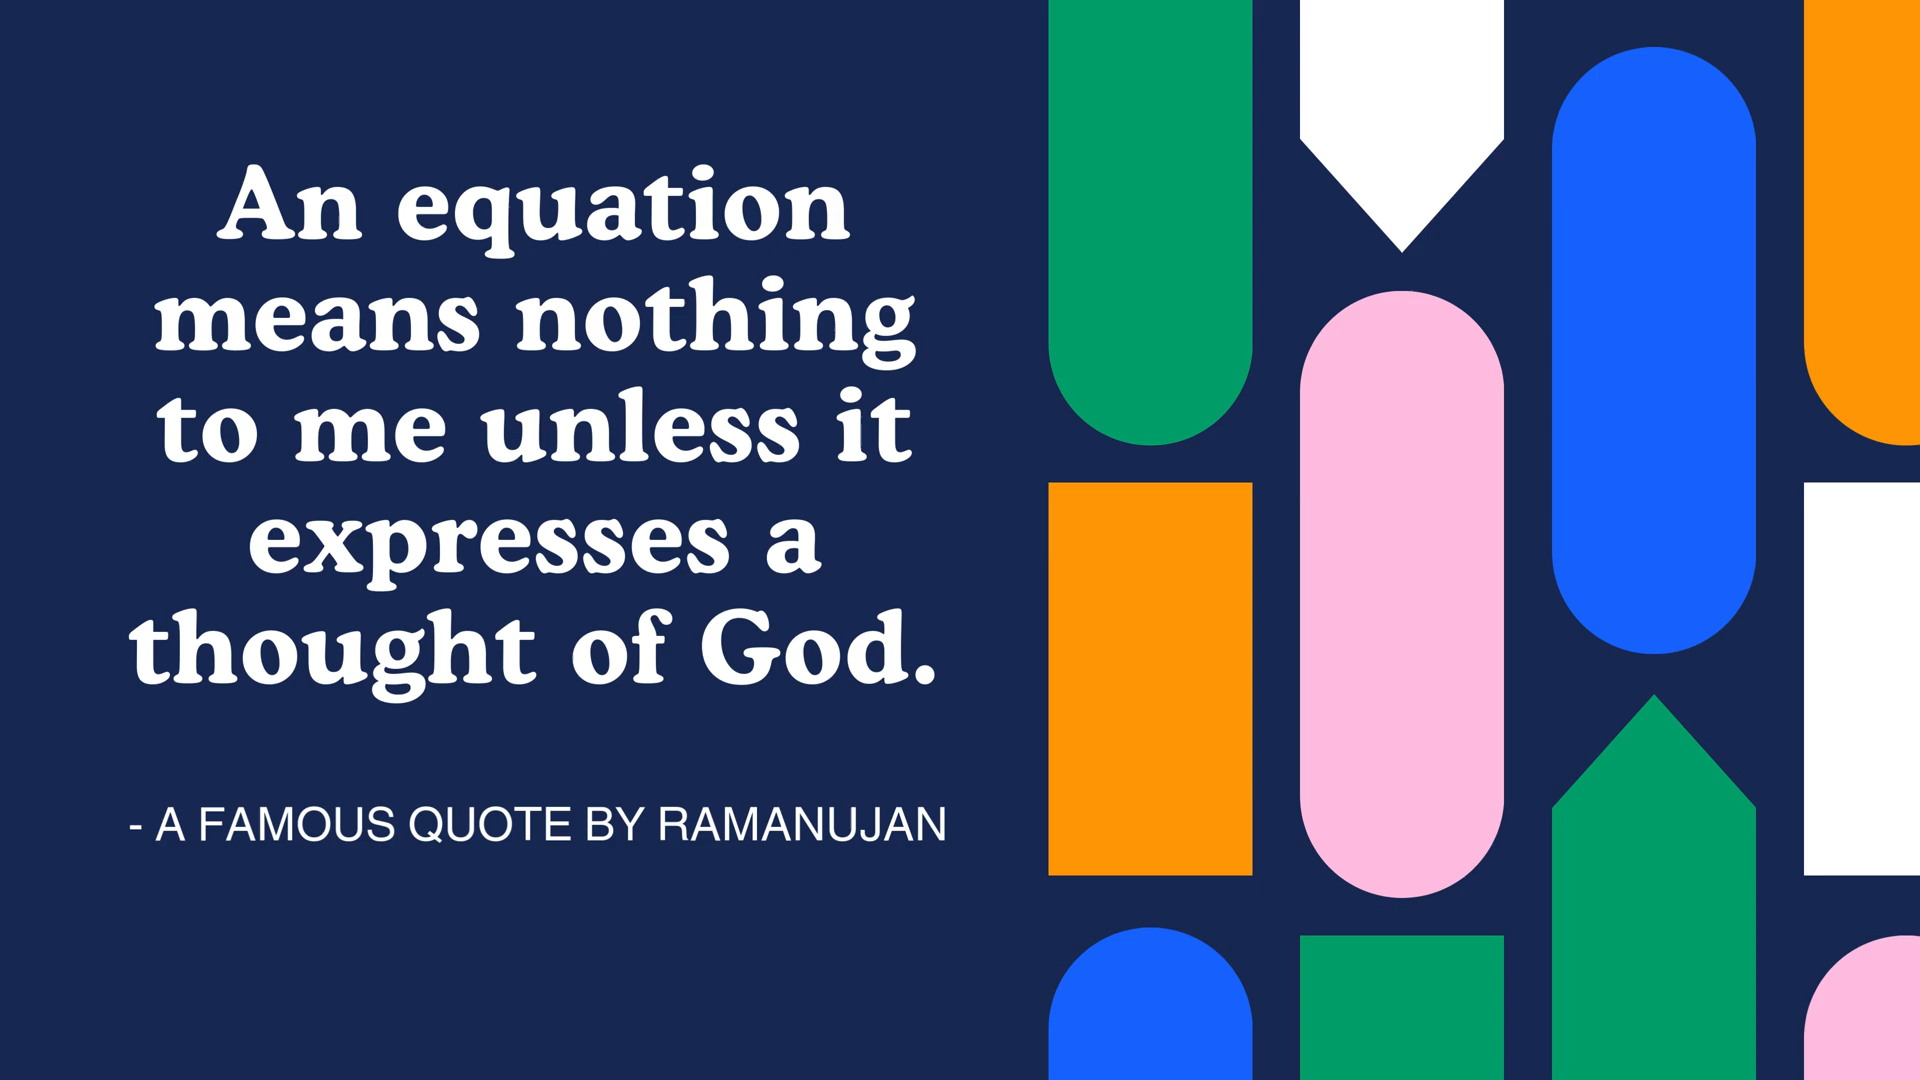 An equation
means nothing
to me unless it
expresses a
thought of God.
- A FAMOUS QUOTE BY RAMANUJAN